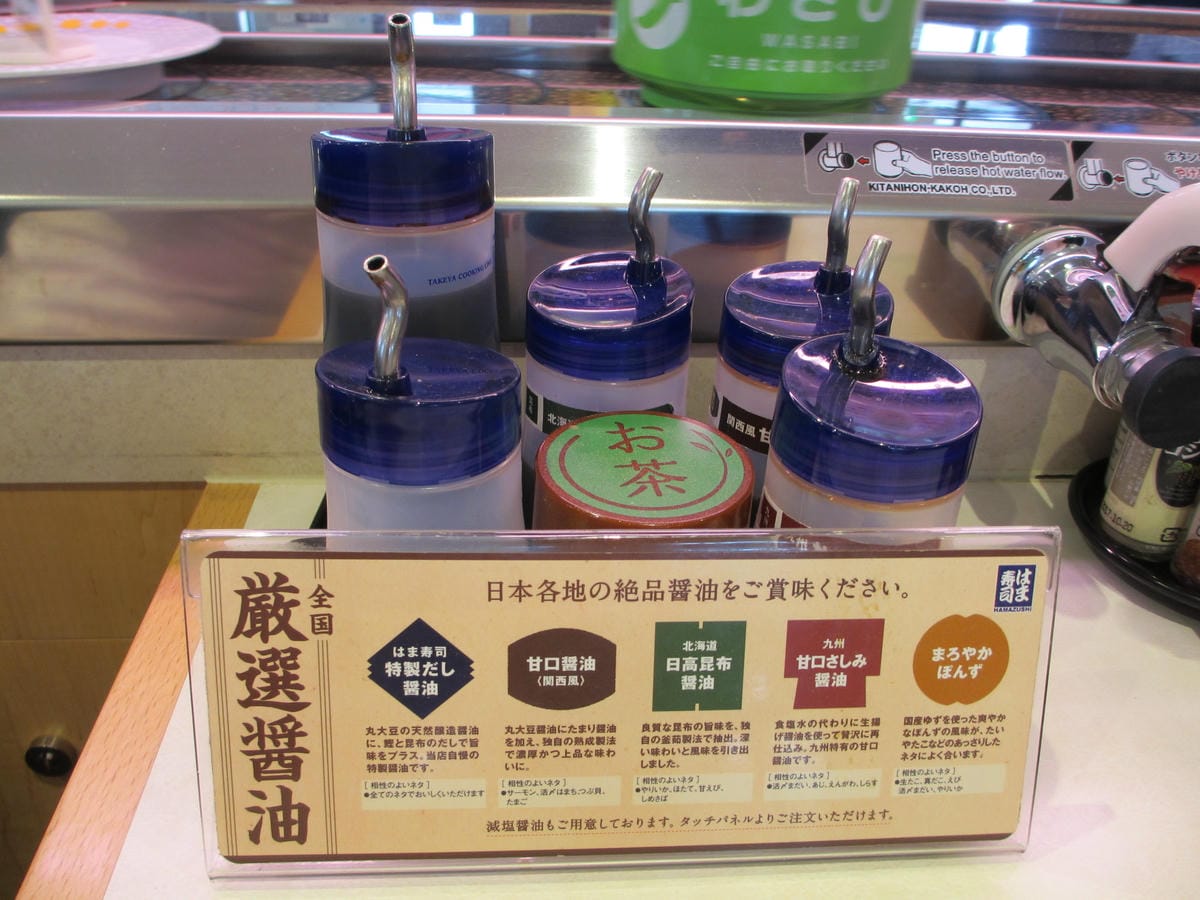 わさび
WASABI
ご自由にお取りください
Press the button to
release hot water flow.
KITANIHON-KAKOH CO.,LTD.
ボタン
TAKEYA COOKING
北海
関西風 甘
お茶
九州
10.20
全国
厳選醤油
日本各地の絶品醤油をご賞味ください。
はま寿司
HAMAZUSHI
はま寿司
特製だし
醤油
丸大豆の天然醸造醤油
に、鰹と昆布のだしで旨
味をプラス。当店自慢の
特製醤油です。
[ 相性のよいネタ ]
●全てのネタでおいしくいただけます
甘口醤油
〈関西風〉
丸大豆醤油にたまり醤油
を加え、独自の熟成製法
で濃厚かつ上品な味わ
いに。
[ 相性のよいネタ ]
●サーモン、活〆はまち、つぶ貝、
たまご
北海道
日高昆布
醤油
良質な昆布の旨味を、独
自の釜茹製法で抽出。深
い味わいと風味を引き出
しました。
[ 相性のよいネタ ]
●やりいか、ほたて、甘えび、
しめさば
九州
甘口さしみ
醤油
食塩水の代わりに生揚
げ醤油を使って贅沢に再
仕込み。九州特有の甘口
醤油です。
[ 相性のよいネタ ]
●活〆まだい、あじ、えんがわ、しらす
まろやか
ぽんず
国産ゆずを使った爽やか
なぽんずの風味が、たい
やたこなどのあっさりした
ネタによく合います。
[ 相性のよいネタ ]
●生たこ、真だこ、えび
活〆まだい、やりいか
減塩醤油もご用意しております。タッチパネルよりご注文いただけます。